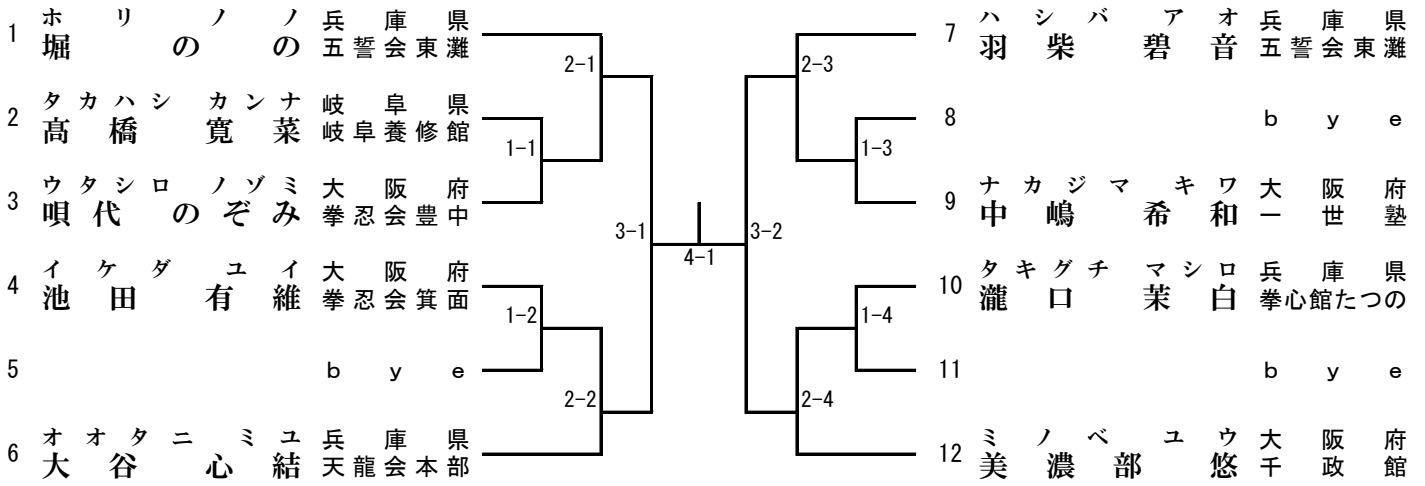 1 ホリ ノノ 兵庫県
堀 のの 五誓会東灘
2 タカハシ カンナ 岐阜県
髙橋 寛菜 岐阜養修館
3 ウタシロ ノゾミ 大阪府
唄代 のぞみ 拳忍会豊中
4 イケダ ユイ 大阪府
池田 有維 拳忍会箕面
5 bye
6 オオタニ ミユ 兵庫県
大谷 心結 天龍会本部
2-1
1-1
3-1
1-2
2-2
4-1
2-3
1-3
3-2
1-4
2-4
7 ハシバ アオ 兵庫県
羽柴 碧音 五誓会東灘
8 bye
9 ナカジマ キワ 大阪府
中嶋 希和 一世塾
10 タキグチ マシロ 兵庫県
瀧口 茉白 拳心館たつの
11 bye
12 ミノベ ユウ 大阪府
美濃部 悠 千政館